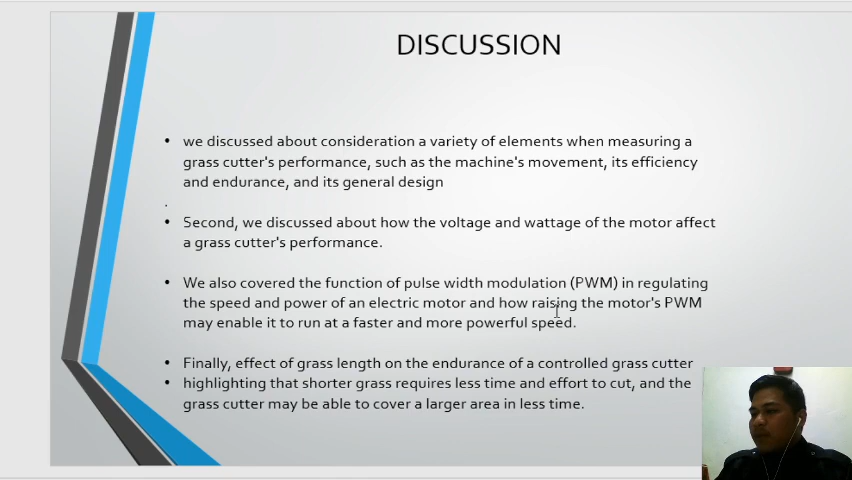 DISCUSSION
• we discussed about consideration a variety of elements when measuring a
grass cutter's performance, such as the machine's movement, its efficiency
and endurance, and its general design
.
• Second, we discussed about how the voltage and wattage of the motor affect
a grass cutter's performance.
• We also covered the function of pulse width modulation (PWM) in regulating
the speed and power of an electric motor and how raising the motor's PWM
may enable it to run at a faster and more powerful speed.
• Finally, effect of grass length on the endurance of a controlled grass cutter
• highlighting that shorter grass requires less time and effort to cut, and the
grass cutter may be able to cover a larger area in less time.